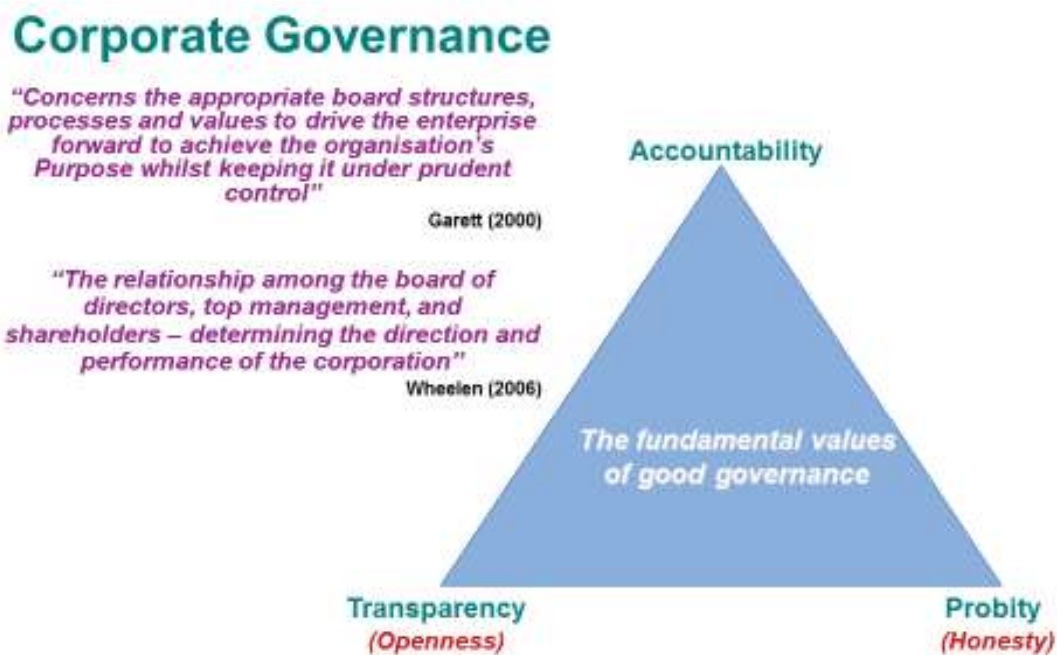 Corporate Governance
“Concerns the appropriate board structures,
processes and values to drive the enterprise
forward to achieve the organisation's
Purpose whilst keeping it under prudent
control”
Garett (2000)
“The relationship among the board of
directors, top management, and
shareholders – determining the direction and
performance of the corporation”
Wheelen (2006)
Accountability
The fundamental values
of good governance
Transparency
(Openness)
Probity
(Honesty)